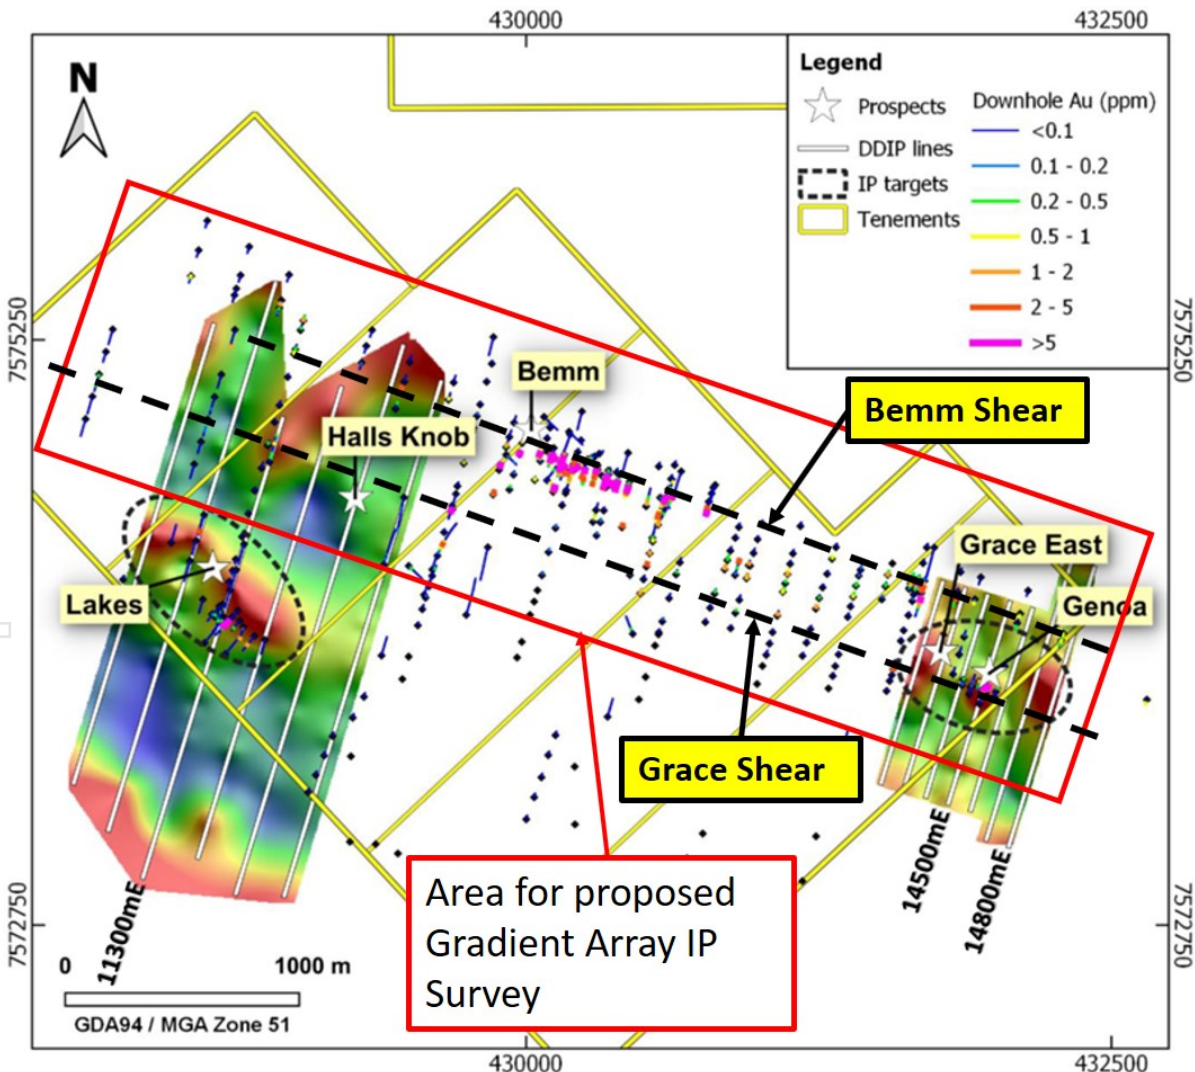 430000
432500
N
Legend
Prospects
DDIP lines
IP targets
Tenements
Downhole Au (ppm)
<0.1
0.1 - 0.2
0.2 - 0.5
0.5 - 1
1 - 2
2 - 5
>5
7575250
7575250
Bemm
Bemm Shear
Halls Knob
Grace East
Genoa
Lakes
Grace Shear
Area for proposed
Gradient Array IP
Survey
14500mE
14800mE
11300mE
7572750
7572750
0
1000 m
GDA94 / MGA Zone 51
430000
432500